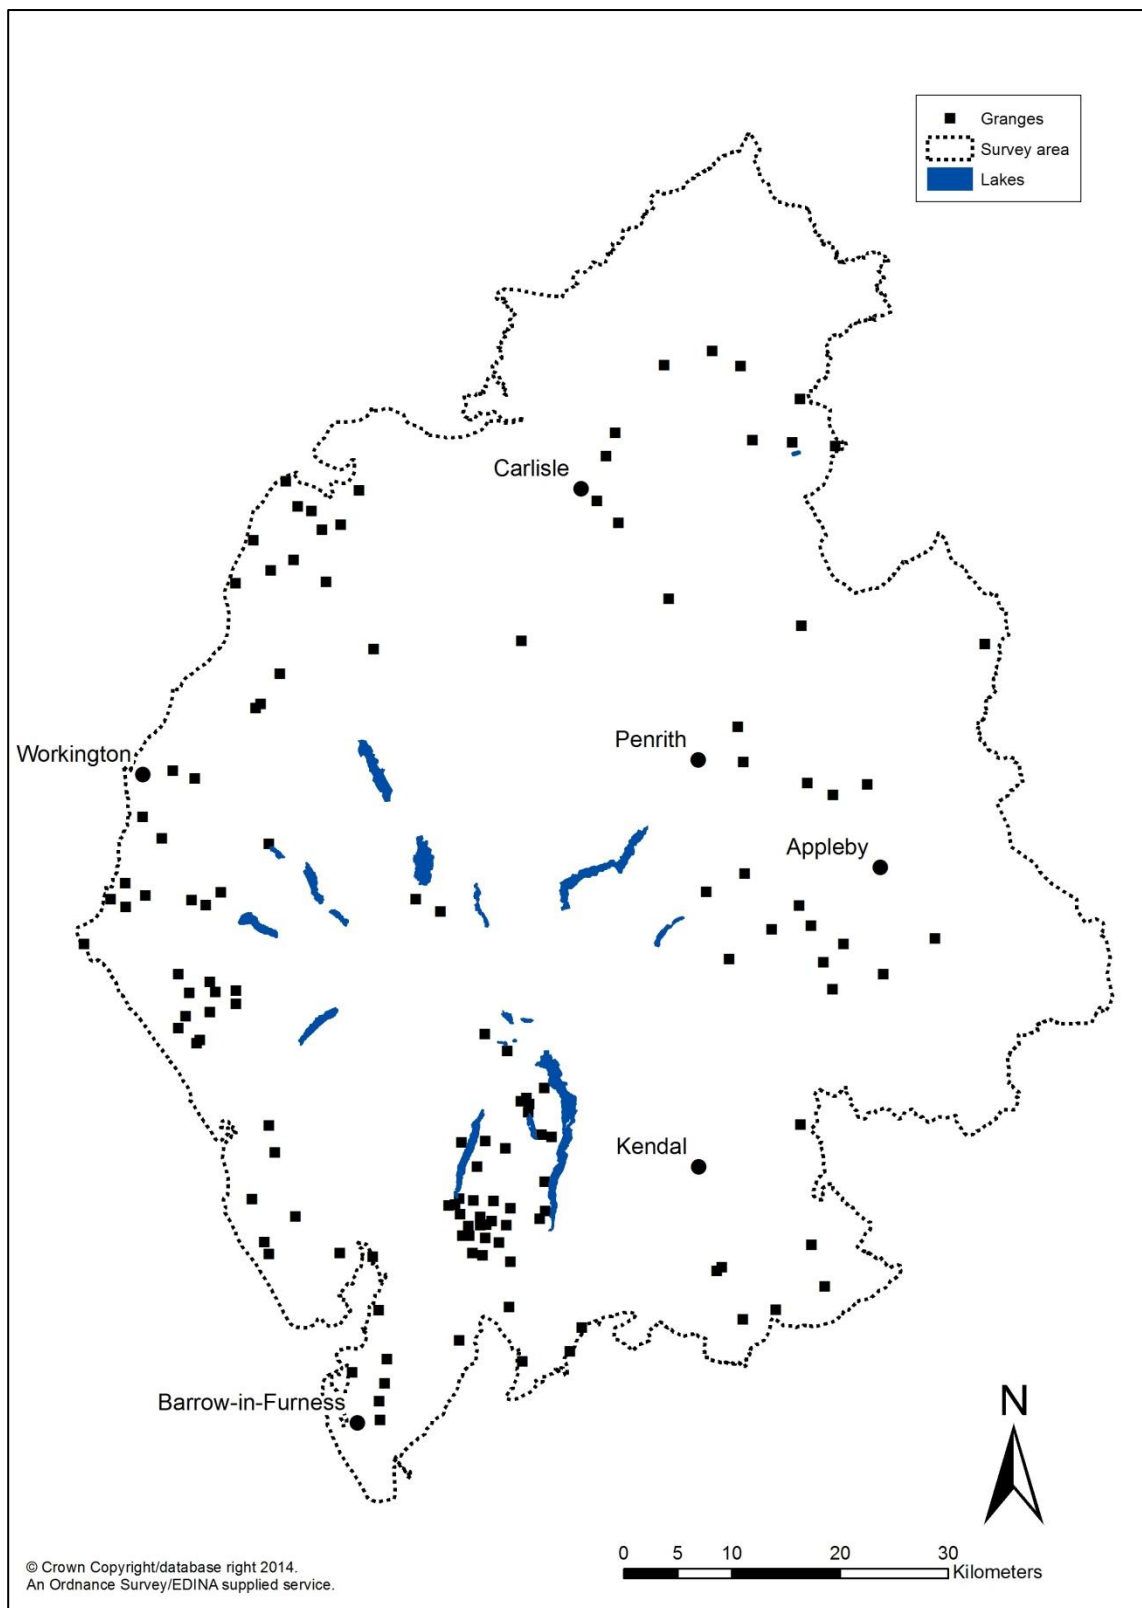 Granges
Survey area
Lakes
Carlisle
Workington
Penrith
Appleby
Kendal
Barrow-in-Furness
N
0 5 10 20 30
Kilometers
© Crown Copyright/database right 2014.
An Ordnance Survey/EDINA supplied service.